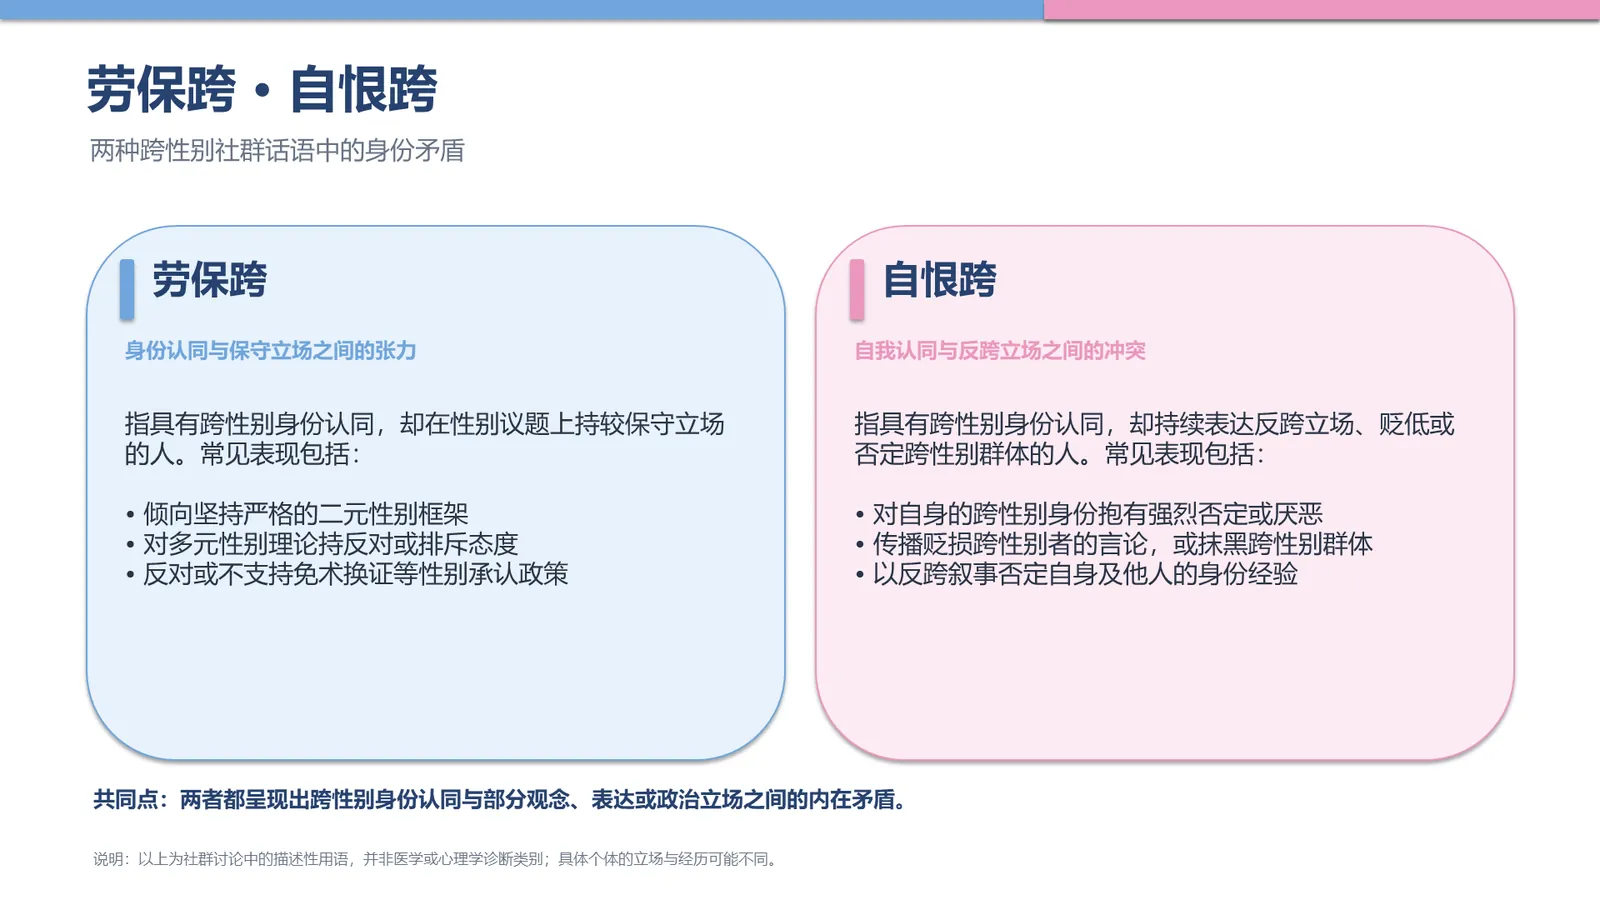 劳保跨·自恨跨
两种跨性别社群话语中的身份矛盾
劳保跨
身份认同与保守立场之间的张力
指具有跨性别身份认同，却在性别议题上持较保守立场
的人。常见表现包括：
• 倾向坚持严格的二元性别框架
• 对多元性别理论持反对或排斥态度
• 反对或不支持免术换证等性别承认政策
自恨跨
自我认同与反跨立场之间的冲突
指具有跨性别身份认同，却持续表达反跨立场、贬低或
否定跨性别群体的人。常见表现包括：
• 对自身的跨性别身份抱有强烈否定或厌恶
• 传播贬损跨性别者的言论，或抹黑跨性别群体
• 以反跨叙事否定自身及他人的身份经验
共同点：两者都呈现出跨性别身份认同与部分观念、表达或政治立场之间的内在矛盾。
说明：以上为社群讨论中的描述性用语，并非医学或心理学诊断类别；具体个体的立场与经历可能不同。